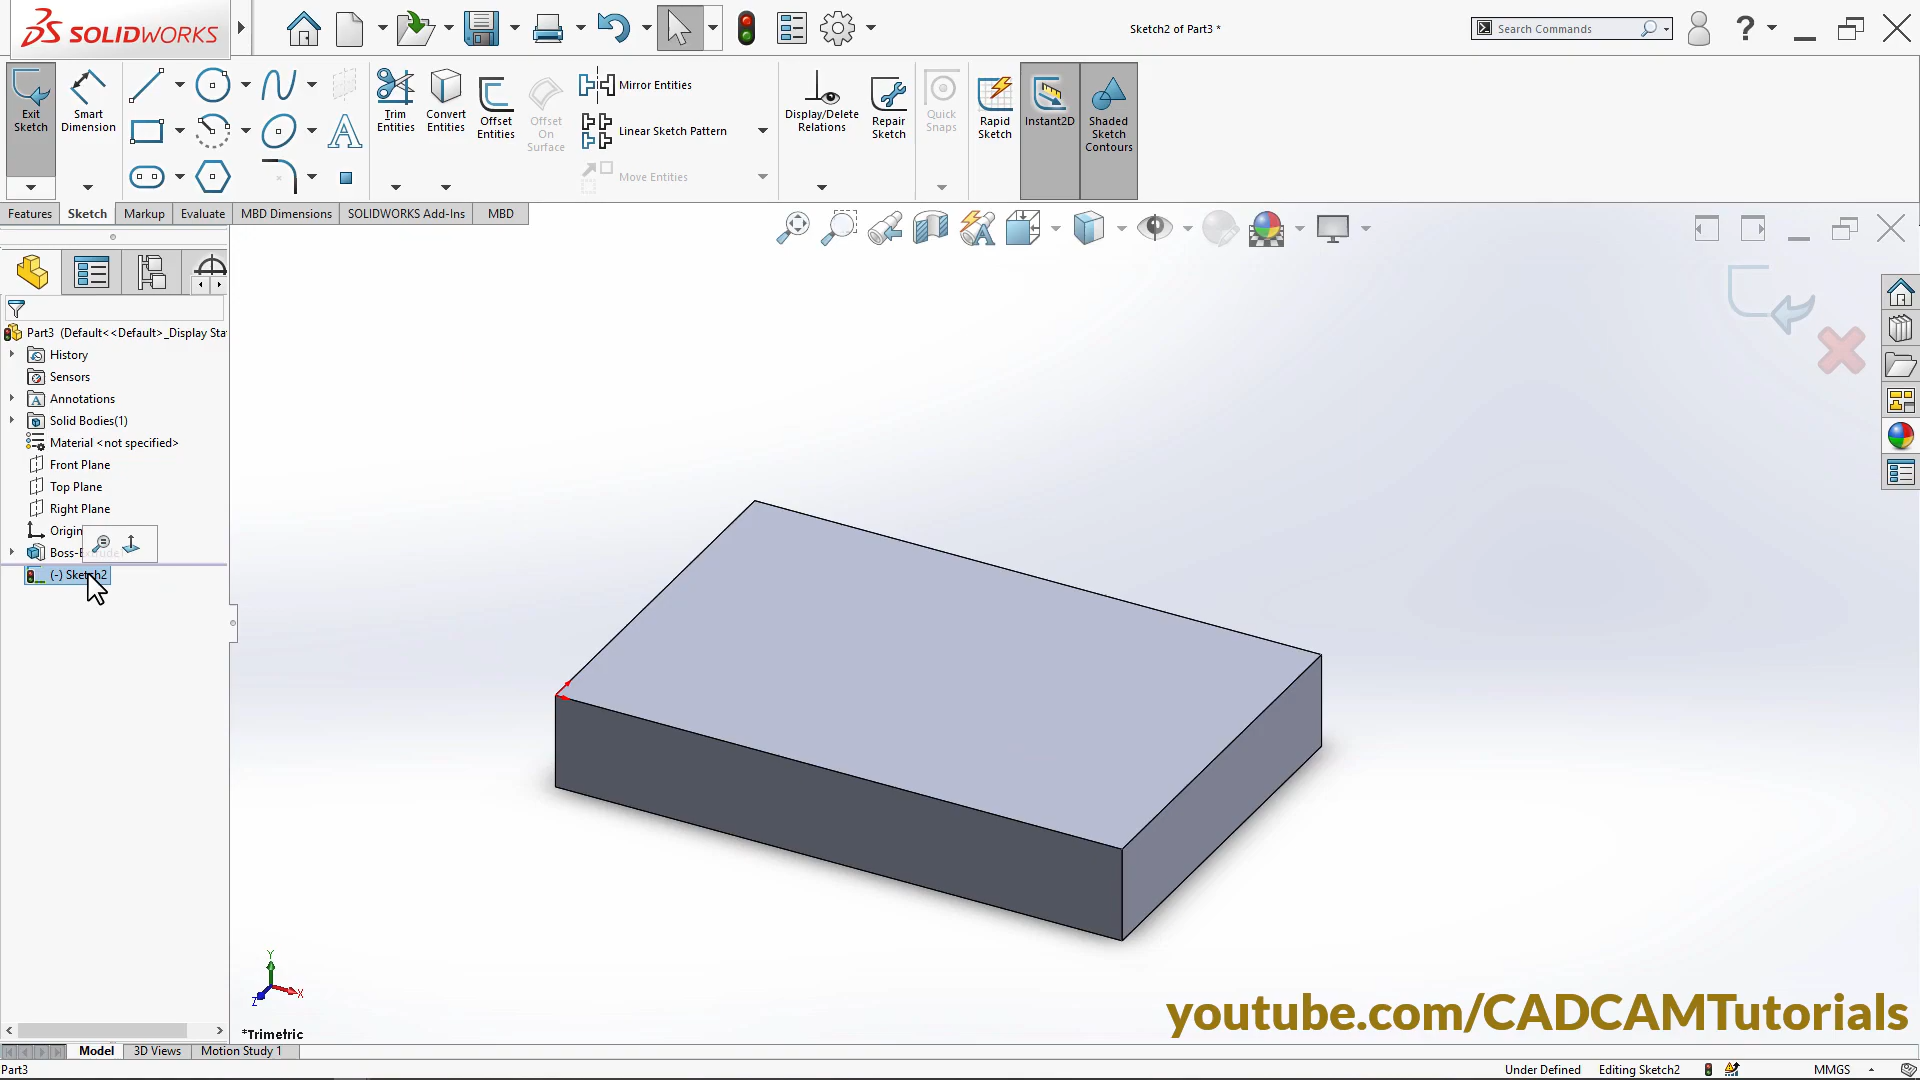 SOLIDWORKS
Sketch2 of Part3 *
Search Commands
?
Exit Sketch
Smart Dimension
Trim Entities
Convert Entities
Offset Entities
Offset On Surface
Mirror Entities
Linear Sketch Pattern
Move Entities
Display/Delete Relations
Repair Sketch
Quick Snaps
Rapid Sketch
Instant2D
Shaded Sketch Contours
Features
Sketch
Markup
Evaluate
MBD Dimensions
SOLIDWORKS Add-Ins
MBD
Part3 (Default<<Default>_Display Sta
History
Sensors
Annotations
Solid Bodies(1)
Material <not specified>
Front Plane
Top Plane
Right Plane
Origin
Boss-Extrude
(-) Sketch2
Y
X
Z
*Trimetric
youtube.com/CADCAMTutorials
Model
3D Views
Motion Study 1
Part3
Under Defined
Editing Sketch2
MMGS